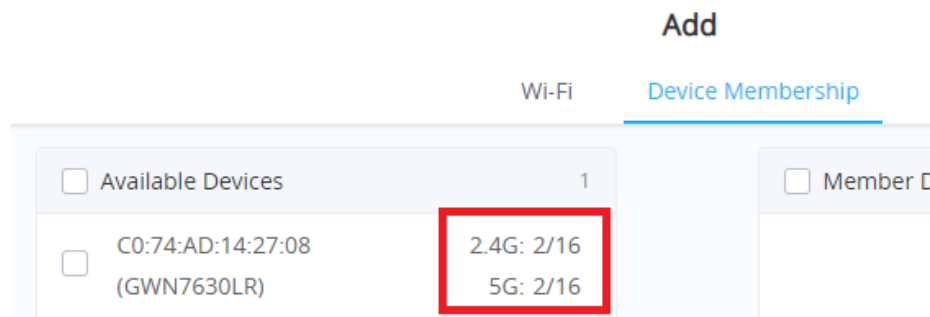 Add
Wi-Fi Device Membership
Available Devices 1
Member
C0:74:AD:14:27:08 2.4G: 2/16
(GWN7630LR) 5G: 2/16